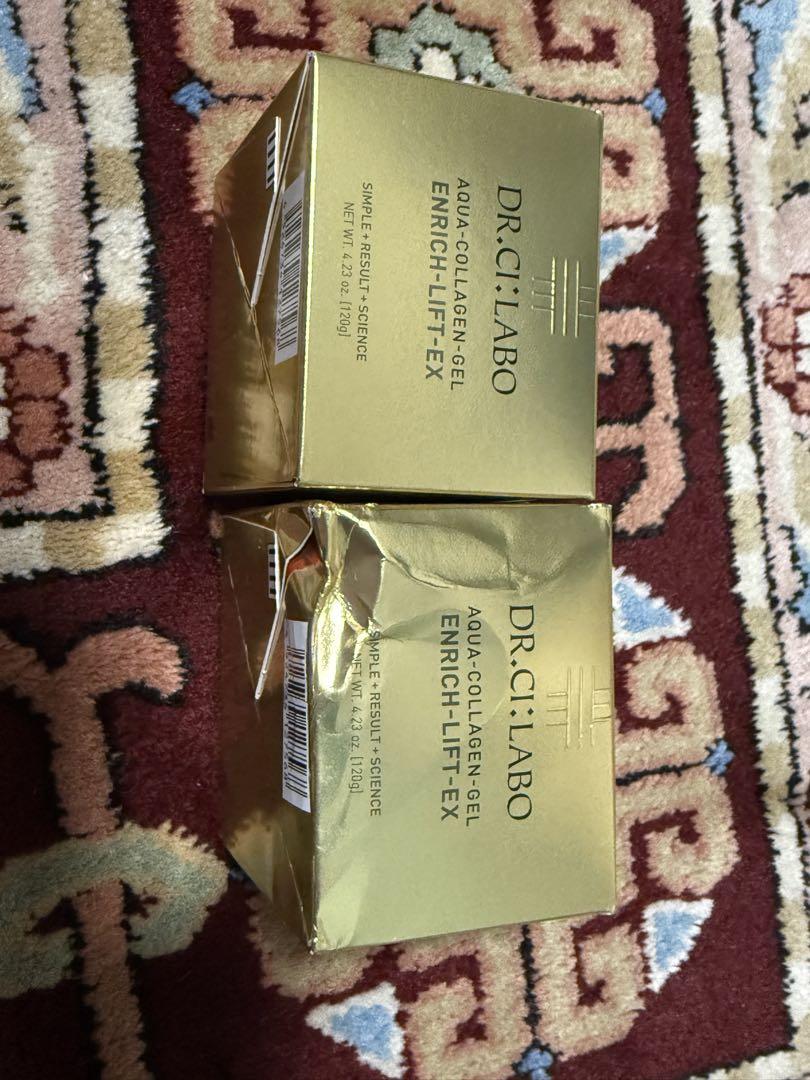 DR.CI:LABO
AQUA-COLLAGEN-GEL
ENRICH-LIFT-EX
SIMPLE + RESULT + SCIENCE
NET WT. 4.23 oz. [120g]
DR.CI:LABO
AQUA-COLLAGEN-GEL
ENRICH-LIFT-EX
SIMPLE + RESULT + SCIENCE
NET WT. 4.23 oz. [120g]